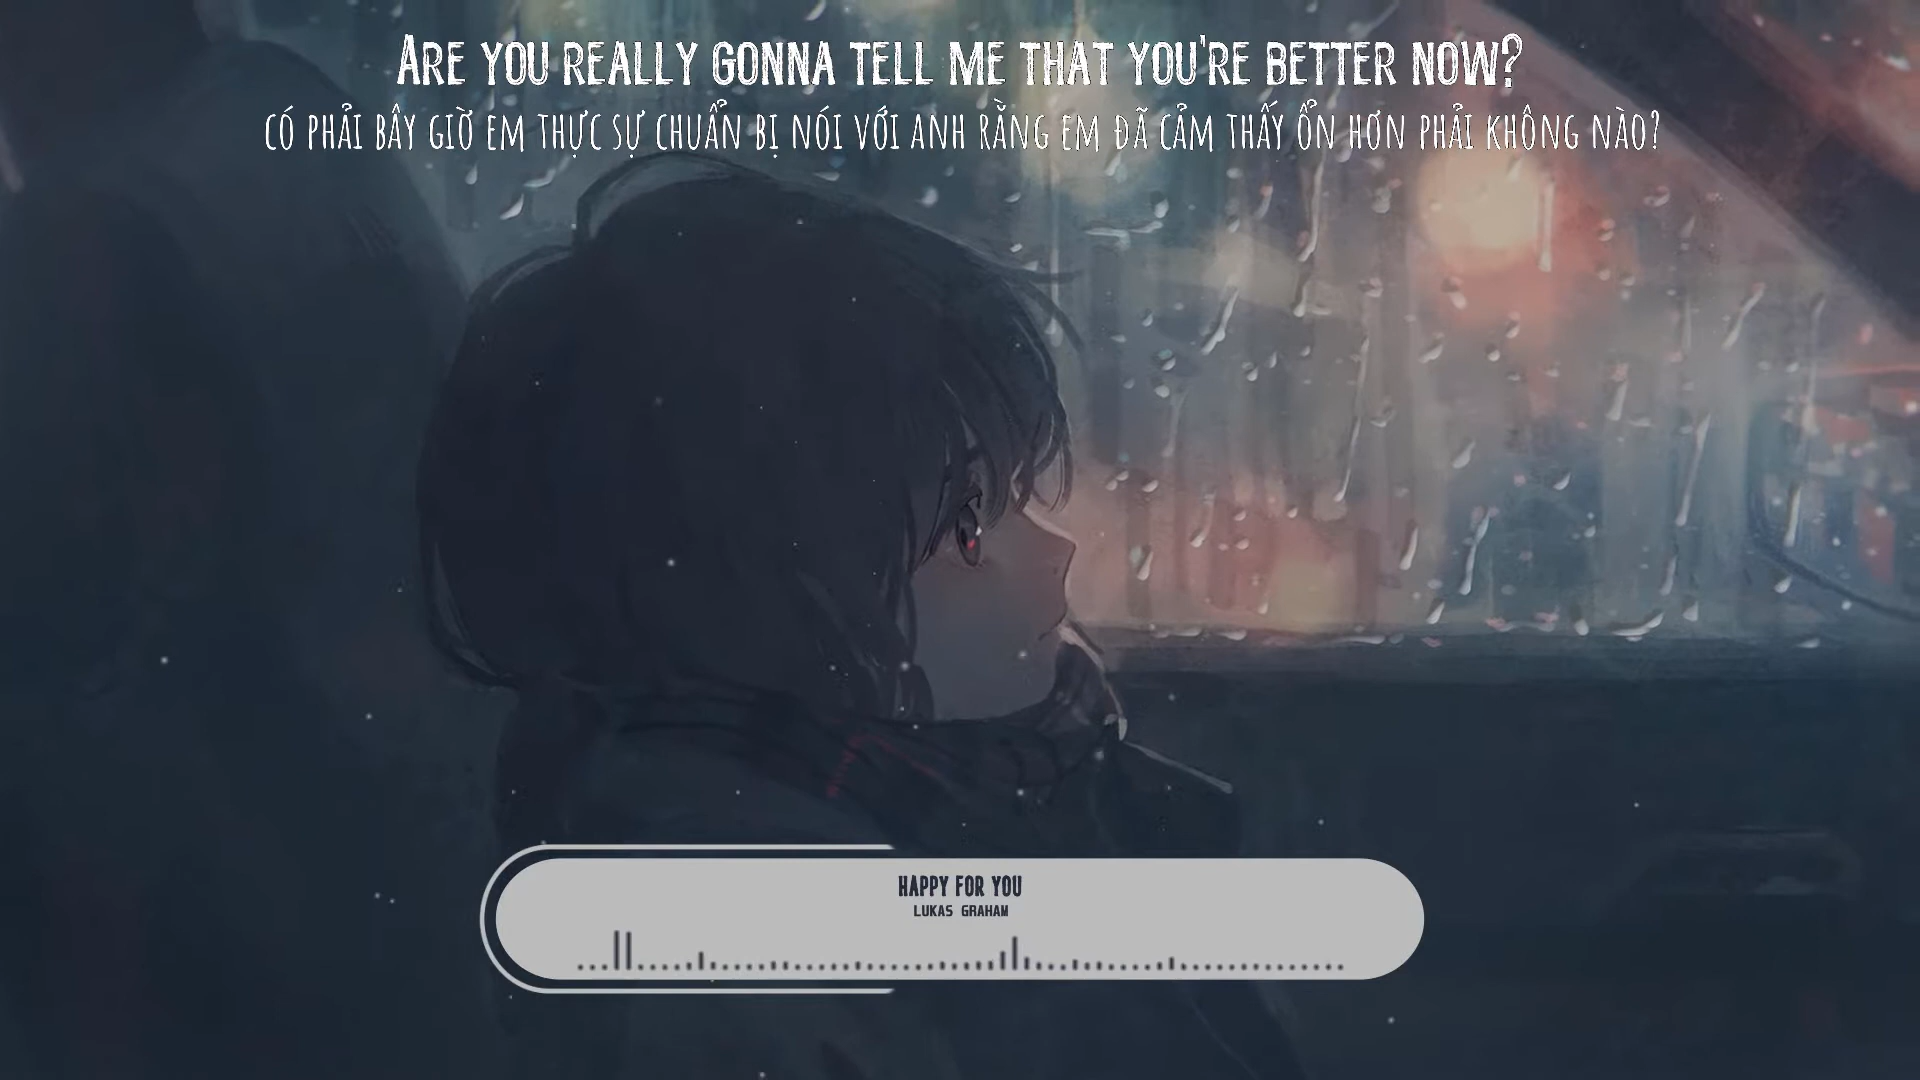 Are you really gonna tell me that you're better now?
có phải bây giờ em thực sự chuẩn bị nói với anh rằng em đã cảm thấy ổn hơn phải không nào?
HAPPY FOR YOU
LUKAS GRAHAM